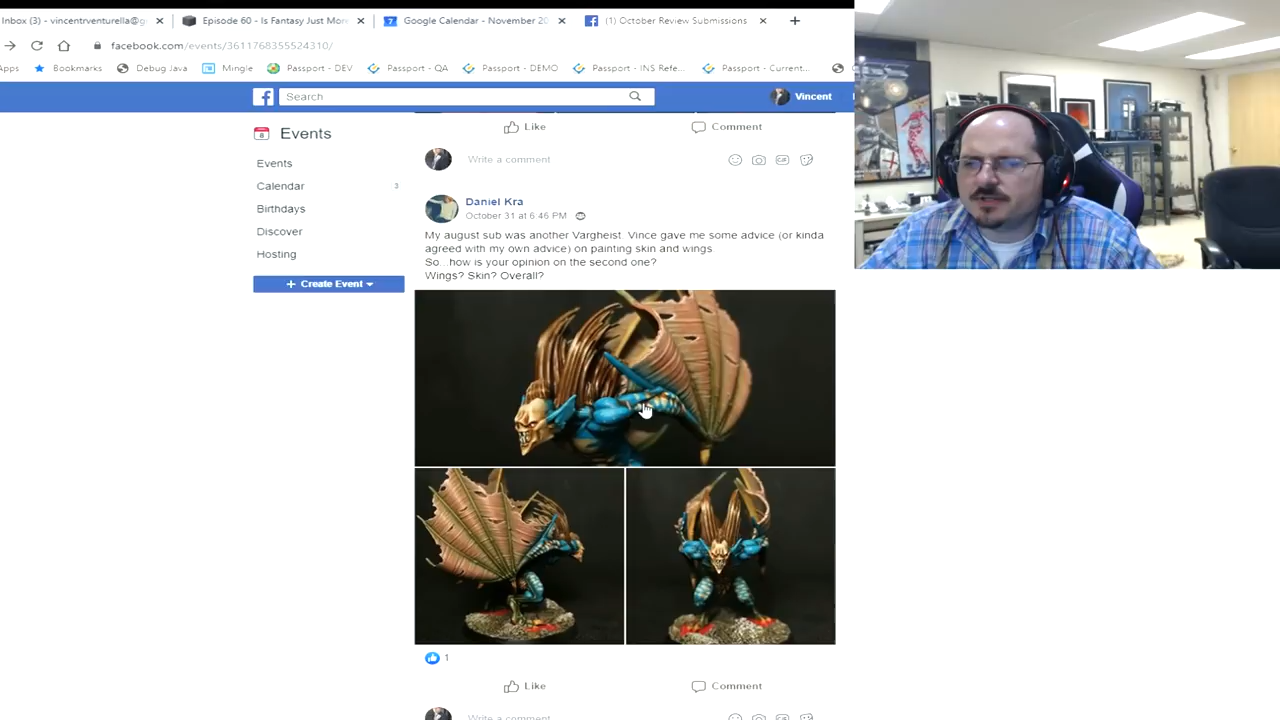 Inbox (3) - vincentrventurella@g
Episode 60 - Is Fantasy Just More
Google Calendar - November 20
(1) October Review Submissions
facebook.com/events/3611768355524310/
Apps
Bookmarks
Debug Java
Mingle
Passport - DEV
Passport - QA
Passport - DEMO
Passport - INS Refe...
Passport - Current...
Search
Vincent
Events
Events
Calendar
3
Birthdays
Discover
Hosting
+ Create Event
Like
Comment
Write a comment
Daniel Kra
October 31 at 6:46 PM
My august sub was another Vargheist. Vince gave me some advice (or kinda
agreed with my own advice) on painting skin and wings.
So...how is your opinion on the second one?
Wings? Skin? Overall?
1
Like
Comment
Write a comment